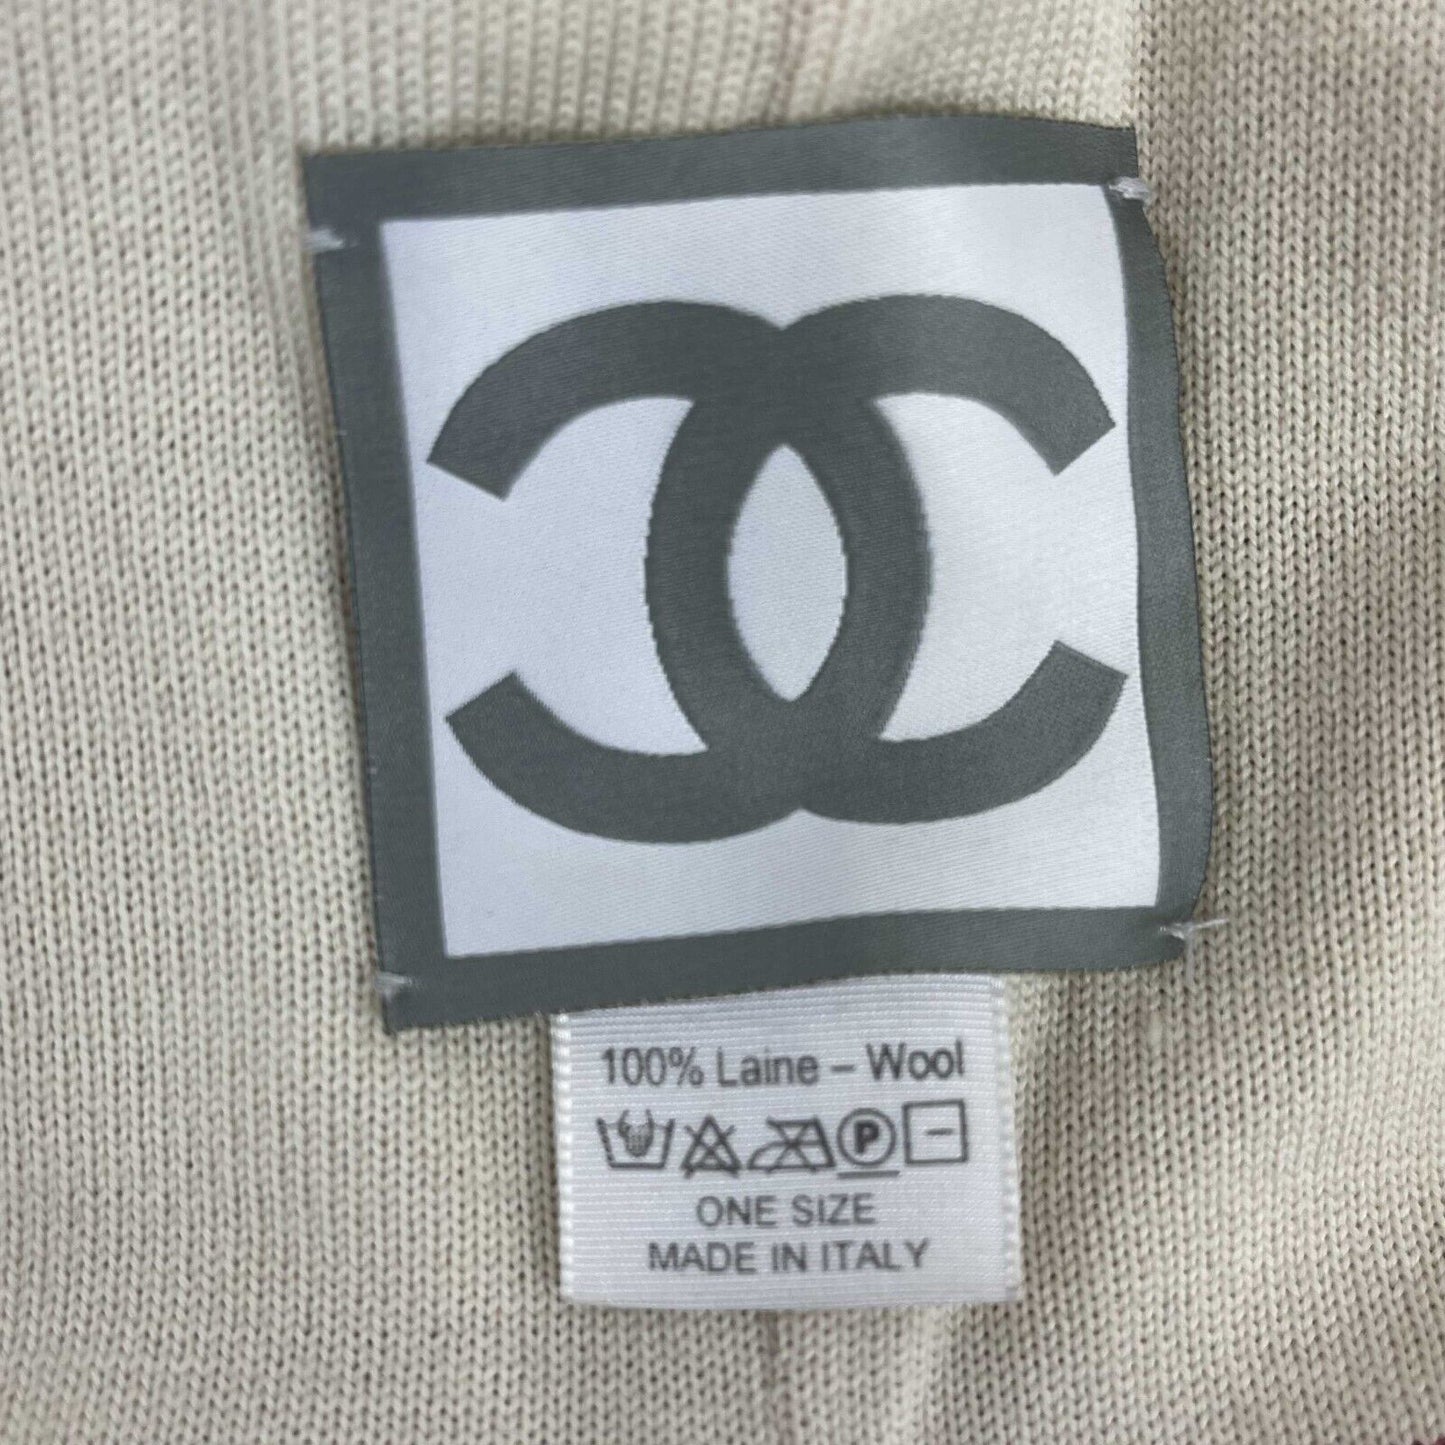 100% Laine – Wool
P
ONE SIZE
MADE IN ITALY